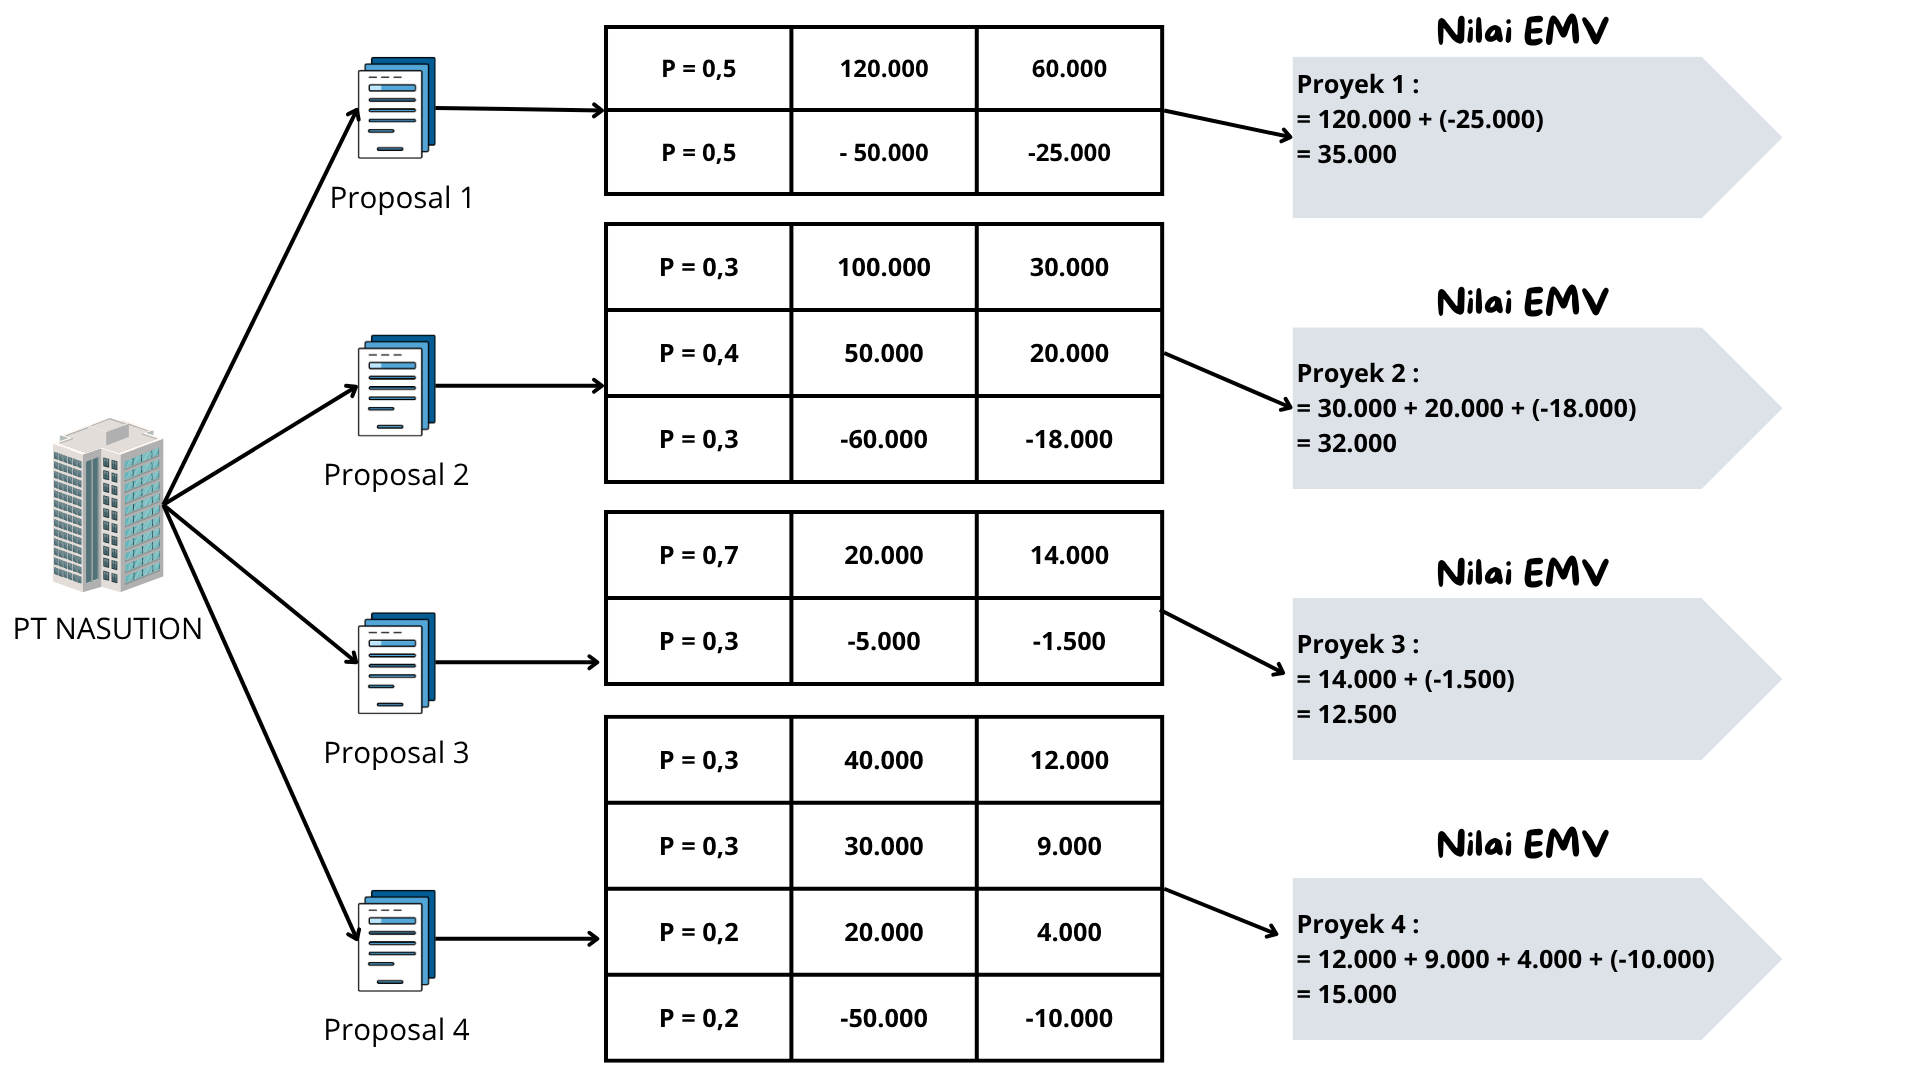 PT NASUTION
Proposal 1
P = 0,5 120.000 60.000
P = 0,5 - 50.000 -25.000
Nilai EMV
Proyek 1 :
= 120.000 + (-25.000)
= 35.000
Proposal 2
P = 0,3 100.000 30.000
P = 0,4 50.000 20.000
P = 0,3 -60.000 -18.000
Nilai EMV
Proyek 2 :
= 30.000 + 20.000 + (-18.000)
= 32.000
Proposal 3
P = 0,7 20.000 14.000
P = 0,3 -5.000 -1.500
Nilai EMV
Proyek 3 :
= 14.000 + (-1.500)
= 12.500
Proposal 4
P = 0,3 40.000 12.000
P = 0,3 30.000 9.000
P = 0,2 20.000 4.000
P = 0,2 -50.000 -10.000
Nilai EMV
Proyek 4 :
= 12.000 + 9.000 + 4.000 + (-10.000)
= 15.000